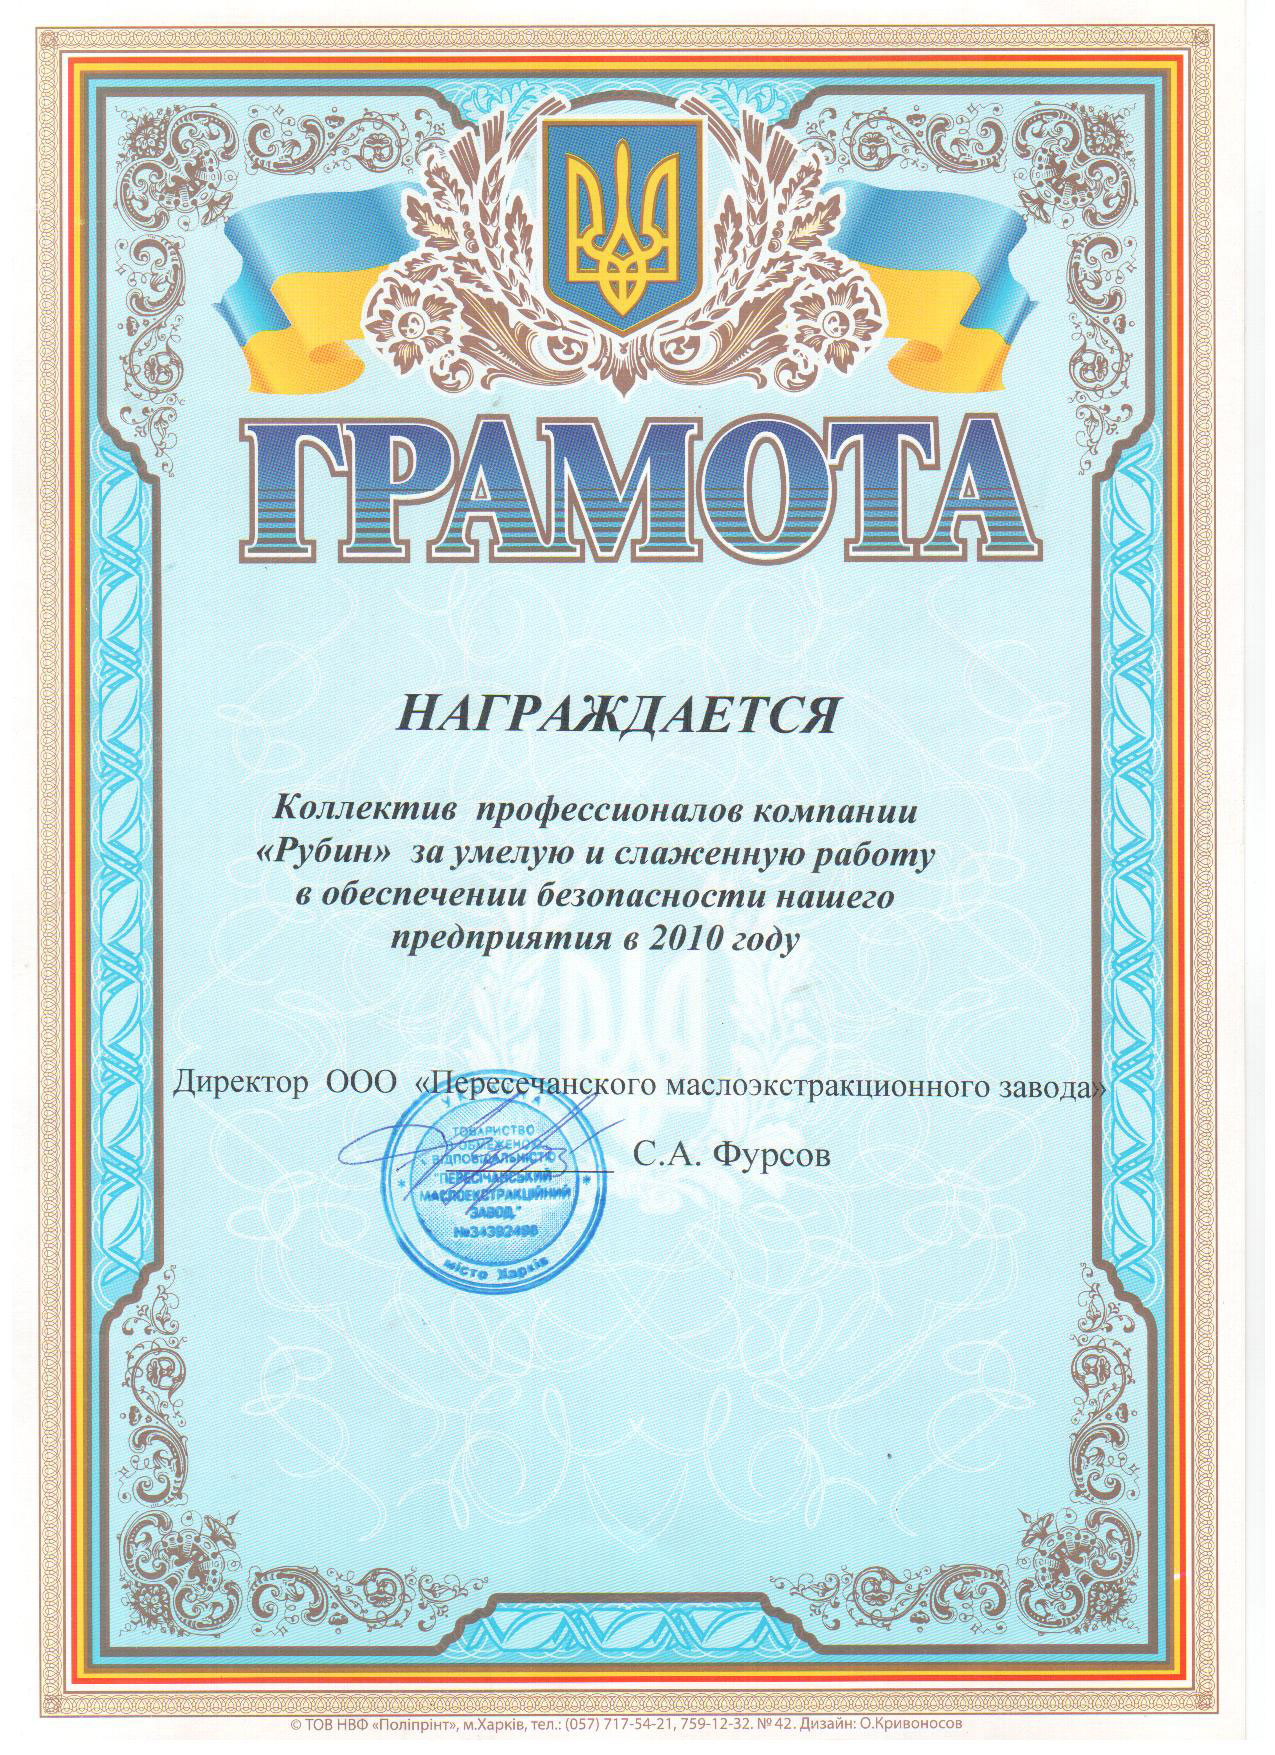 ГРАМОТА
НАГРАЖДАЕТСЯ
Коллектив профессионалов компании
«Рубин» за умелую и слаженную работу
в обеспечении безопасности нашего
предприятия в 2010 году
Директор ООО «Пересечанского маслоэкстракционного завода»
С.А. Фурсов
УКРАЇНА
ТОВАРИСТВО
З ОБМЕЖЕНОЮ
ВІДПОВІДАЛЬНІСТЮ
"ПЕРЕСІЧАНСЬКИЙ
МАСЛОЕКСТРАКЦІЙНИЙ
ЗАВОД"
№34392498
місто Харків
© ТОВ НВФ «Поліпрінт», м.Харків, тел.: (057) 717-54-21, 759-12-32. № 42. Дизайн: О.Кривоносов